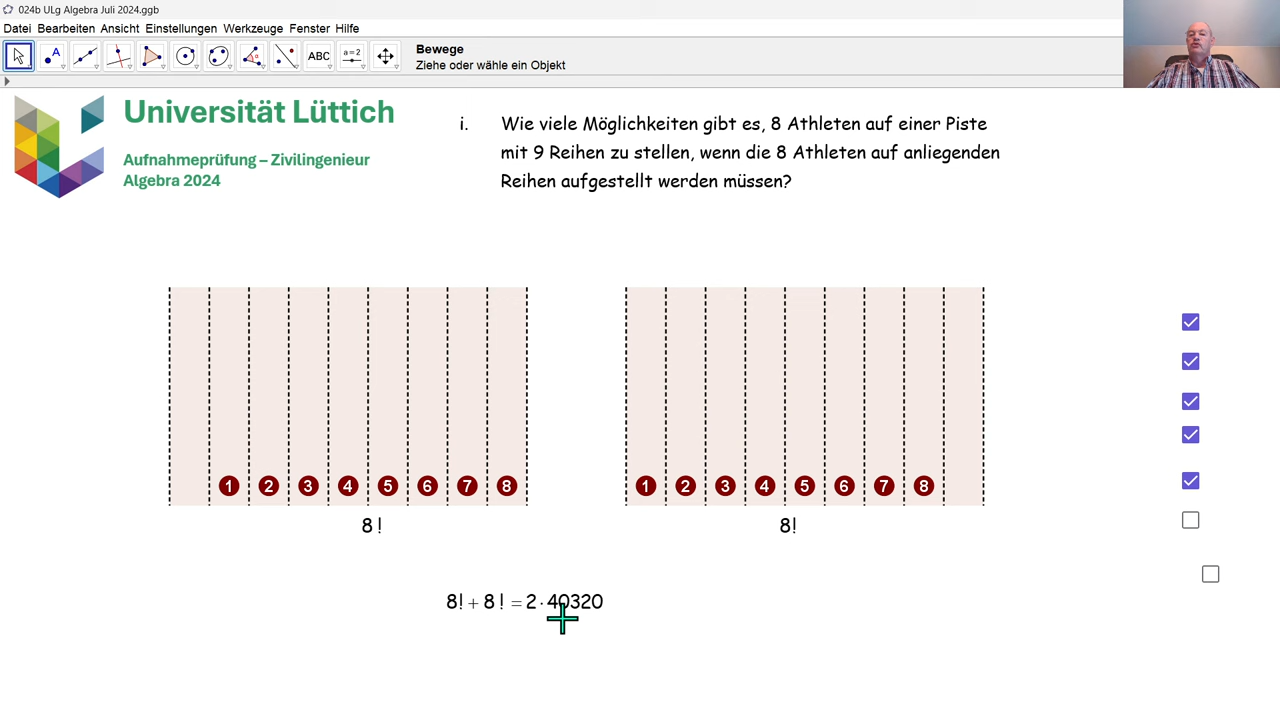 024b ULg Algebra Juli 2024.ggb
Datei Bearbeiten Ansicht Einstellungen Werkzeuge Fenster Hilfe
A
ABC
a=2
Bewege
Ziehe oder wähle ein Objekt
Universität Lüttich
Aufnahmeprüfung – Zivilingenieur
Algebra 2024
i. Wie viele Möglichkeiten gibt es, 8 Athleten auf einer Piste
mit 9 Reihen zu stellen, wenn die 8 Athleten auf anliegenden
Reihen aufgestellt werden müssen?
1 2 3 4 5 6 7 8
1 2 3 4 5 6 7 8
8 !
8!
8! + 8 ! = 2 · 40320